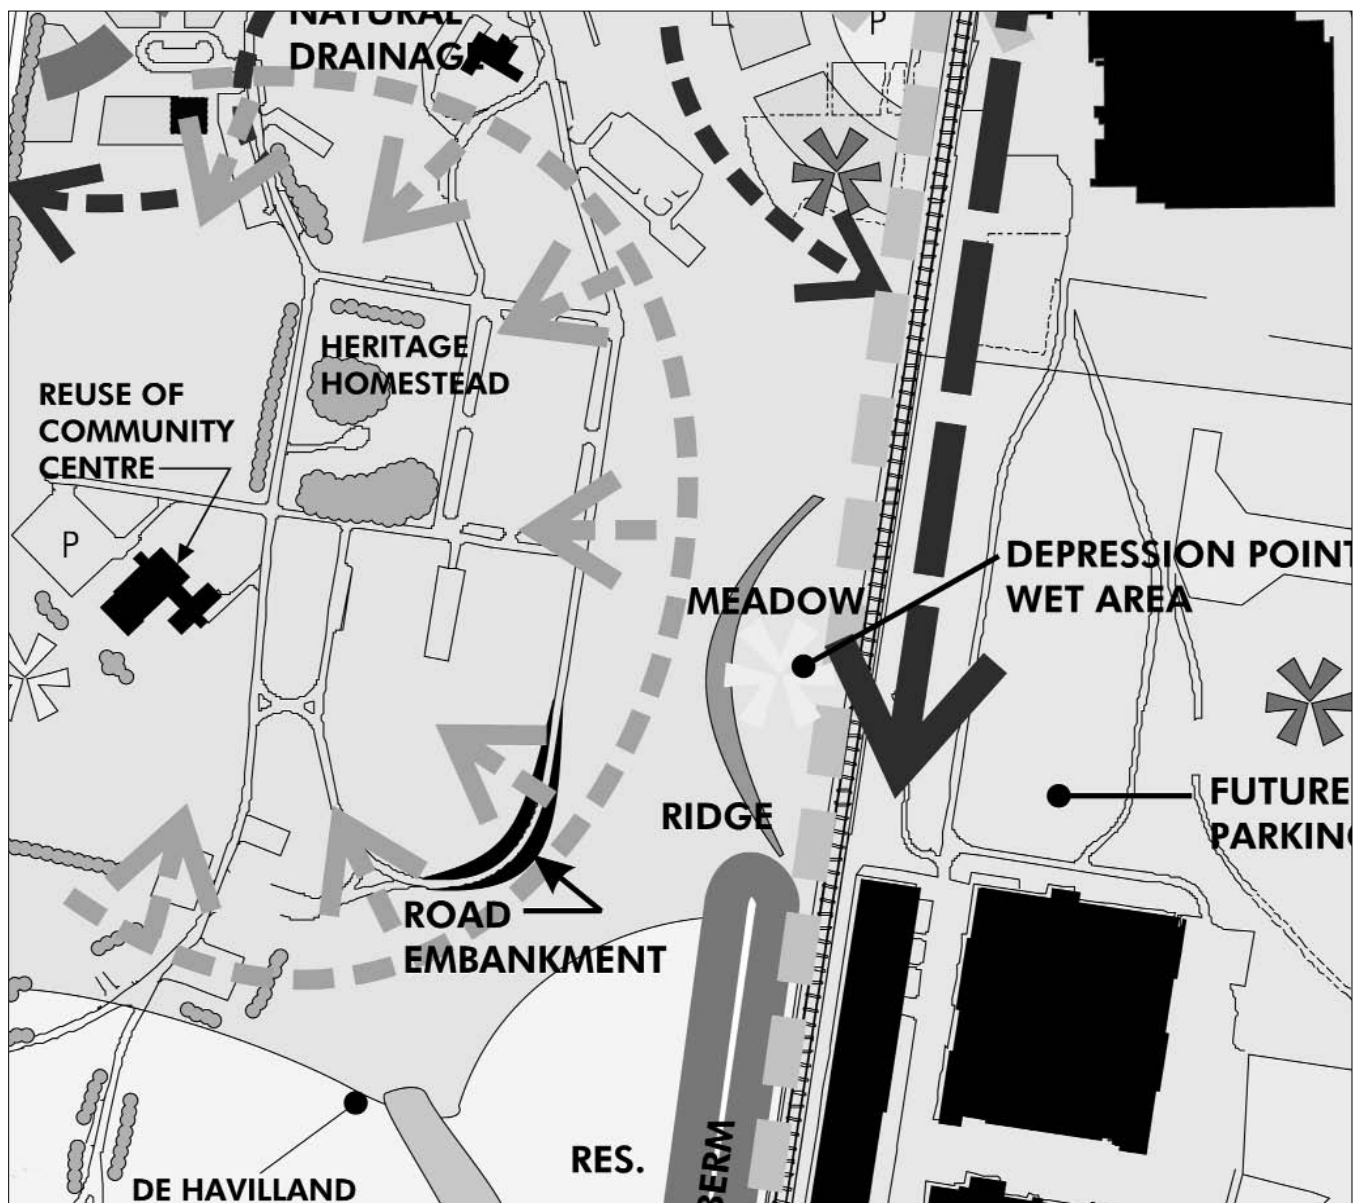 NATURAL
DRAINAGE
P
HERITAGE
HOMESTEAD
REUSE OF
COMMUNITY
CENTRE
P
DEPRESSION POINT
WET AREA
MEADOW
FUTURE
PARKING
RIDGE
ROAD
EMBANKMENT
RES.
BERM
DE HAVILLAND